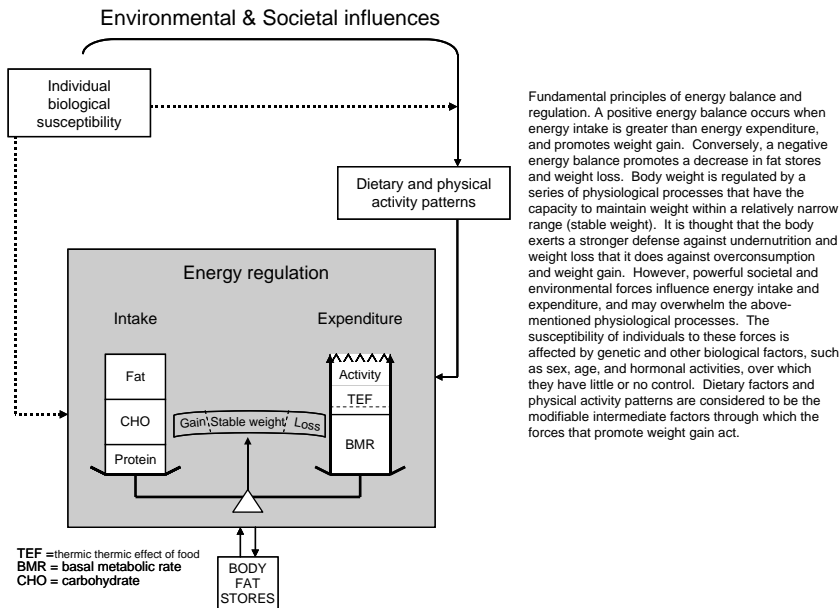 Environmental & Societal influences
Individual
biological
susceptibility
Dietary and physical
activity patterns
Energy regulation
Intake
Expenditure
Fat
CHO
Protein
Gain
Stable weight
Loss
Activity
TEF
BMR
TEF =thermic thermic effect of food
BMR = basal metabolic rate
CHO = carbohydrate
BODY
FAT
STORES
Fundamental principles of energy balance and
regulation. A positive energy balance occurs when
energy intake is greater than energy expenditure,
and promotes weight gain. Conversely, a negative
energy balance promotes a decrease in fat stores
and weight loss. Body weight is regulated by a
series of physiological processes that have the
capacity to maintain weight within a relatively narrow
range (stable weight). It is thought that the body
exerts a stronger defense against undernutrition and
weight loss that it does against overconsumption
and weight gain. However, powerful societal and
environmental forces influence energy intake and
expenditure, and may overwhelm the above-
mentioned physiological processes. The
susceptibility of individuals to these forces is
affected by genetic and other biological factors, such
as sex, age, and hormonal activities, over which
they have little or no control. Dietary factors and
physical activity patterns are considered to be the
modifiable intermediate factors through which the
forces that promote weight gain act.